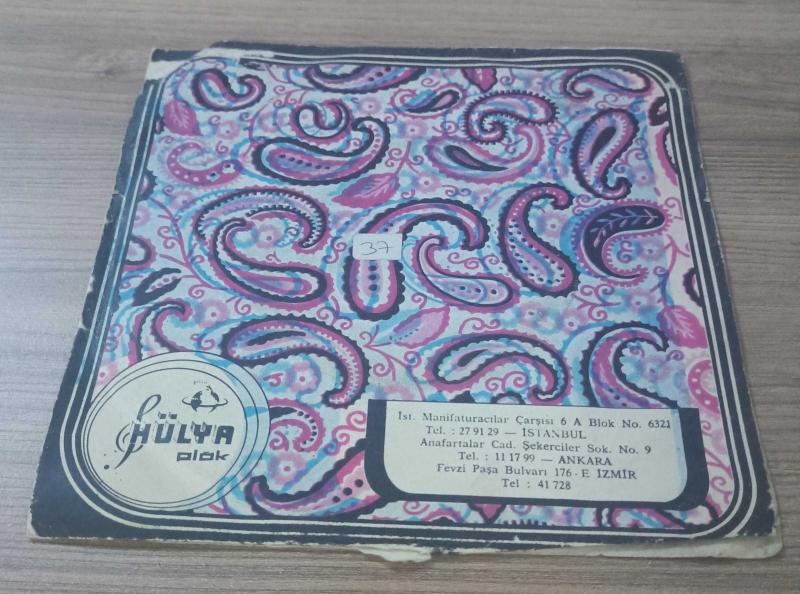 37
HÜLYA
plak
İst. Manifaturacılar Çarşısı 6 A Blok No. 6321
Tel. : 27 91 29 — İSTANBUL
Anafartalar Cad. Şekerciler Sok. No. 9
Tel. : 11 17 99 — ANKARA
Fevzi Paşa Bulvarı 176 - E İZMİR
Tel : 41 728